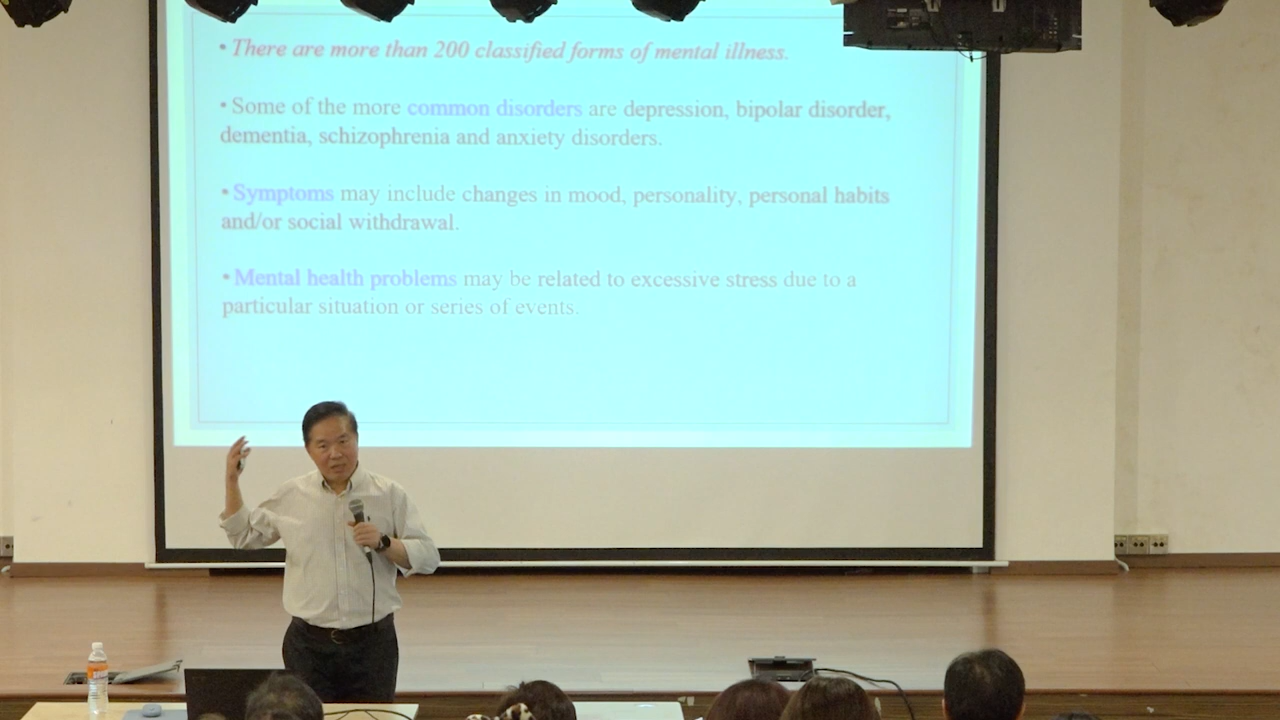 • There are more than 200 classified forms of mental illness.
• Some of the more common disorders are depression, bipolar disorder,
dementia, schizophrenia and anxiety disorders.
• Symptoms may include changes in mood, personality, personal habits
and/or social withdrawal.
• Mental health problems may be related to excessive stress due to a
particular situation or series of events.